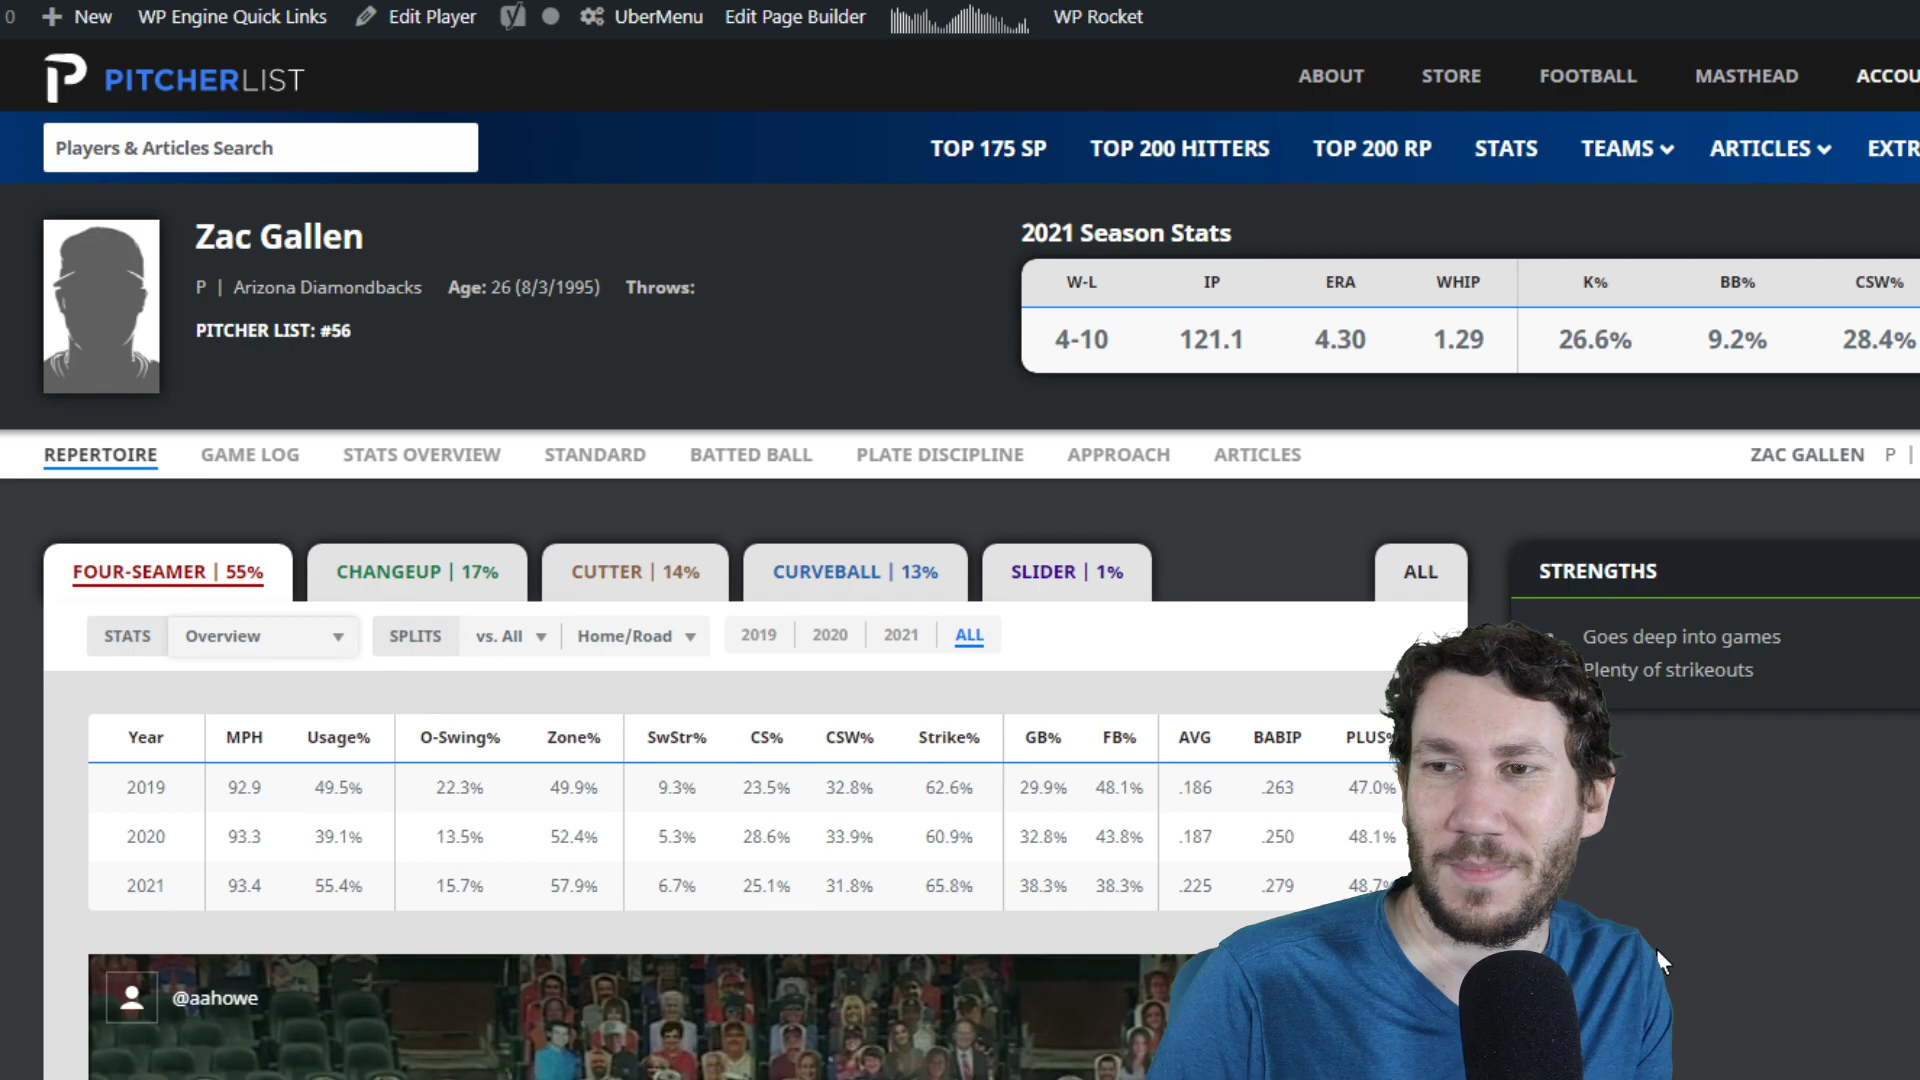 0 New WP Engine Quick Links Edit Player UberMenu Edit Page Builder WP Rocket
PITCHERLIST
ABOUT STORE FOOTBALL MASTHEAD ACCOU
Players & Articles Search
TOP 175 SP TOP 200 HITTERS TOP 200 RP STATS TEAMS ARTICLES EXTR
Zac Gallen
P | Arizona Diamondbacks Age: 26 (8/3/1995) Throws:
PITCHER LIST: #56
2021 Season Stats
W-L IP ERA WHIP K% BB% CSW%
4-10 121.1 4.30 1.29 26.6% 9.2% 28.4%
REPERTOIRE GAME LOG STATS OVERVIEW STANDARD BATTED BALL PLATE DISCIPLINE APPROACH ARTICLES ZAC GALLEN P |
FOUR-SEAMER | 55% CHANGEUP | 17% CUTTER | 14% CURVEBALL | 13% SLIDER | 1% ALL
STATS Overview SPLITS vs. All Home/Road 2019 2020 2021 ALL
Year MPH Usage% O-Swing% Zone% SwStr% CS% CSW% Strike% GB% FB% AVG BABIP PLUS%
2019 92.9 49.5% 22.3% 49.9% 9.3% 23.5% 32.8% 62.6% 29.9% 48.1% .186 .263 47.0%
2020 93.3 39.1% 13.5% 52.4% 5.3% 28.6% 33.9% 60.9% 32.8% 43.8% .187 .250 48.1%
2021 93.4 55.4% 15.7% 57.9% 6.7% 25.1% 31.8% 65.8% 38.3% 38.3% .225 .279 48.7%
STRENGTHS
Goes deep into games
Plenty of strikeouts
@aahowe